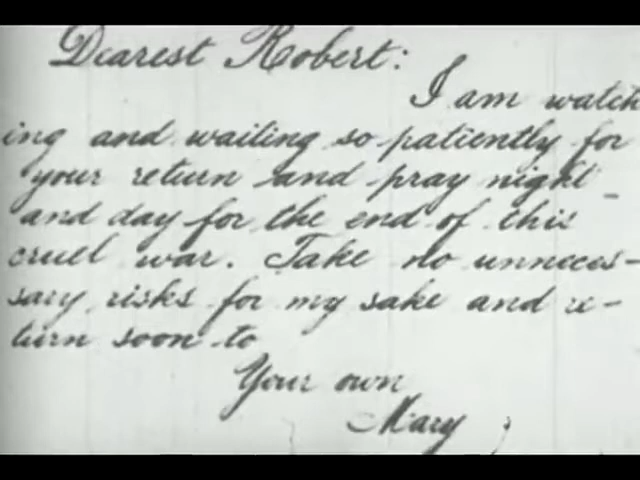 Dearest Robert:
I am watch
ing and waiting so patiently for
your return and pray night
and day for the end of this
cruel war. Take no unneces-
sary risks for my sake and re-
turn soon to
Your own
Mary